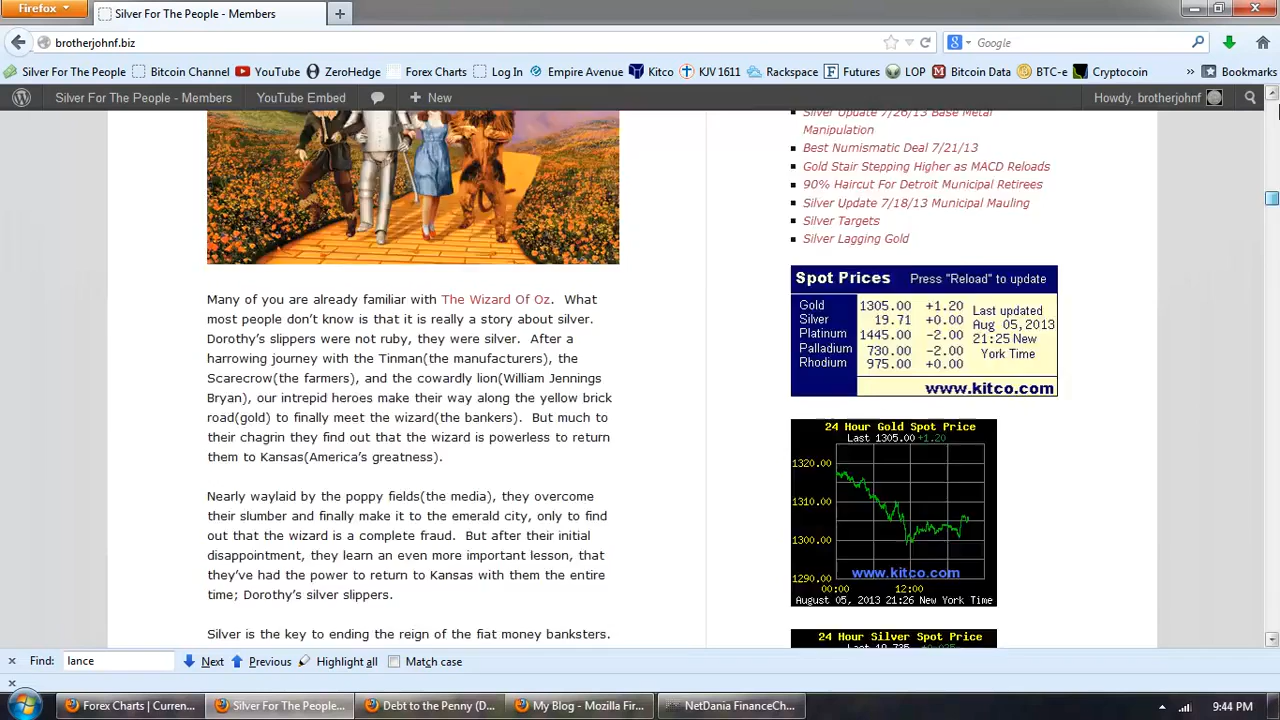 Firefox
Silver For The People - Members
brotherjohnf.biz
Google
Silver For The People
Bitcoin Channel
YouTube
ZeroHedge
Forex Charts
Log In
Empire Avenue
Kitco
KJV 1611
Rackspace
Futures
LOP
Bitcoin Data
BTC-e
Cryptocoin
»
Bookmarks
Silver For The People - Members
YouTube Embed
New
Howdy, brotherjohnf
Many of you are already familiar with The Wizard Of Oz. What
most people don't know is that it is really a story about silver.
Dorothy's slippers were not ruby, they were silver. After a
harrowing journey with the Tinman(the manufacturers), the
Scarecrow(the farmers), and the cowardly lion(William Jennings
Bryan), our intrepid heroes make their way along the yellow brick
road(gold) to finally meet the wizard(the bankers). But much to
their chagrin they find out that the wizard is powerless to return
them to Kansas(America's greatness).
Nearly waylaid by the poppy fields(the media), they overcome
their slumber and finally make it to the emerald city, only to find
out that the wizard is a complete fraud. But after their initial
disappointment, they learn an even more important lesson, that
they've had the power to return to Kansas with them the entire
time; Dorothy's silver slippers.
Silver is the key to ending the reign of the fiat money banksters.
Silver Update 7/26/13 Base Metal
Manipulation
Best Numismatic Deal 7/21/13
Gold Stair Stepping Higher as MACD Reloads
90% Haircut For Detroit Municipal Retirees
Silver Update 7/18/13 Municipal Mauling
Silver Targets
Silver Lagging Gold
Spot Prices Press "Reload" to update
Gold 1305.00 +1.20
Silver 19.71 +0.00
Platinum 1445.00 -2.00
Palladium 730.00 -2.00
Rhodium 975.00 +0.00
Last updated
Aug 05,2013
21:25 New
York Time
www.kitco.com
24 Hour Gold Spot Price
Last 1305.00 +1.20
1320.00
1310.00
1300.00
1290.00
www.kitco.com
00:00 12:00
August 05, 2013 21:26 New York Time
24 Hour Silver Spot Price
Find: lance
Next
Previous
Highlight all
Match case
Forex Charts | Curren...
Silver For The People...
Debt to the Penny (D...
My Blog - Mozilla Fir...
NetDania FinanceCh...
9:44 PM